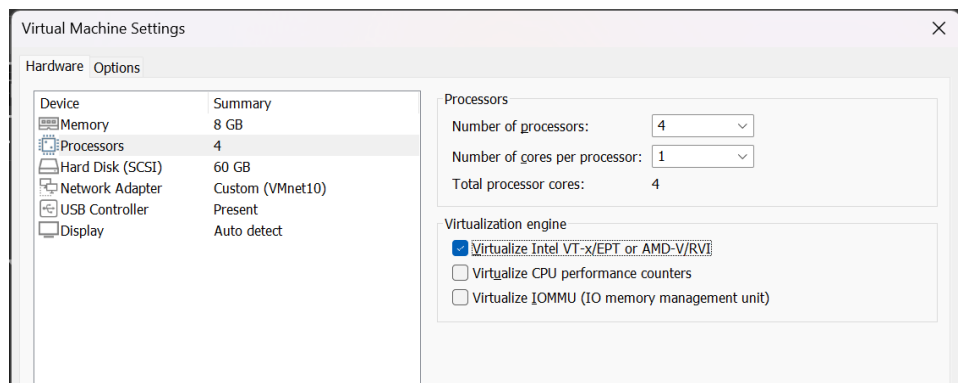 Virtual Machine Settings
Hardware Options
Device Summary
Memory 8 GB
Processors 4
Hard Disk (SCSI) 60 GB
Network Adapter Custom (VMnet10)
USB Controller Present
Display Auto detect
Processors
Number of processors: 4
Number of cores per processor: 1
Total processor cores: 4
Virtualization engine
Virtualize Intel VT-x/EPT or AMD-V/RVI
Virtualize CPU performance counters
Virtualize IOMMU (IO memory management unit)